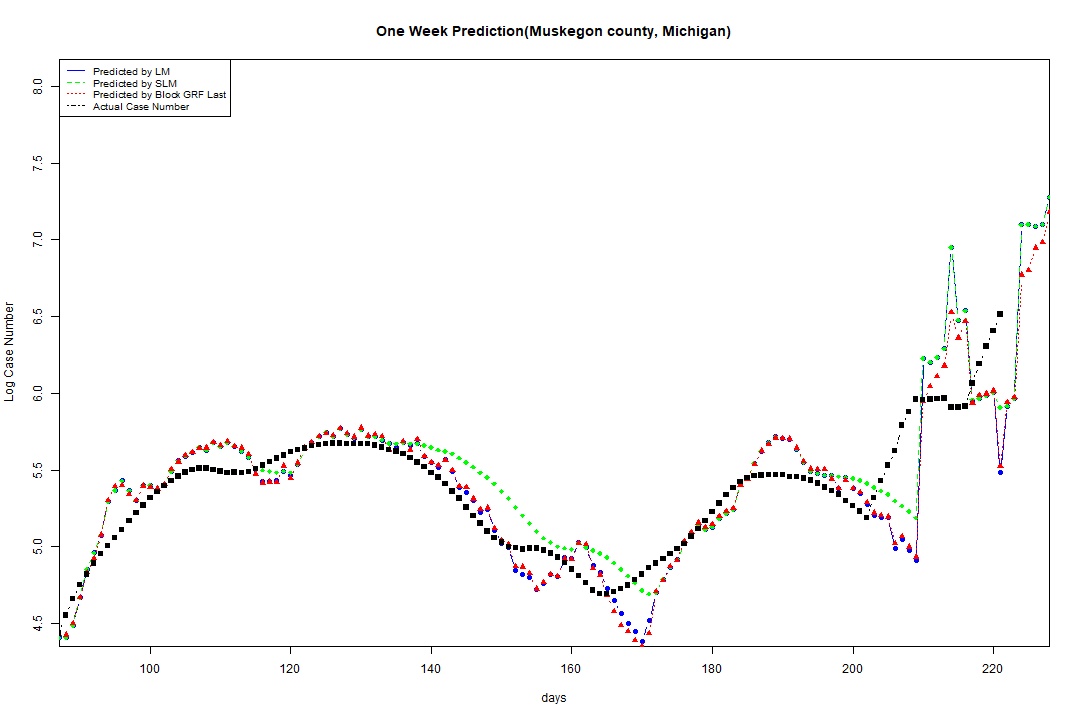 One Week Prediction(Muskegon county, Michigan)
Predicted by LM
Predicted by SLM
Predicted by Block GRF Last
Actual Case Number
Log Case Number
8.0
7.5
7.0
6.5
6.0
5.5
5.0
4.5
100 120 140 160 180 200 220
days